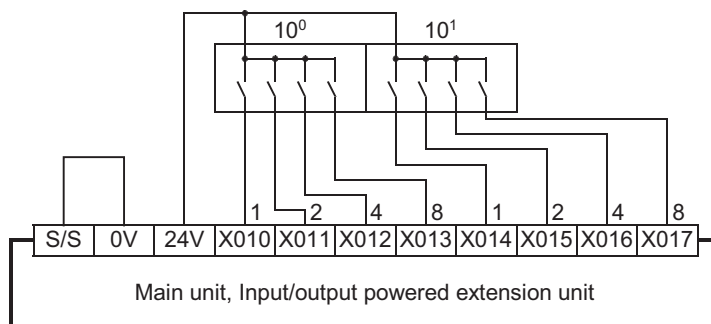 10⁰ 10¹
1 2 4 8 1 2 4 8
S/S 0V 24V X010 X011 X012 X013 X014 X015 X016 X017
Main unit, Input/output powered extension unit